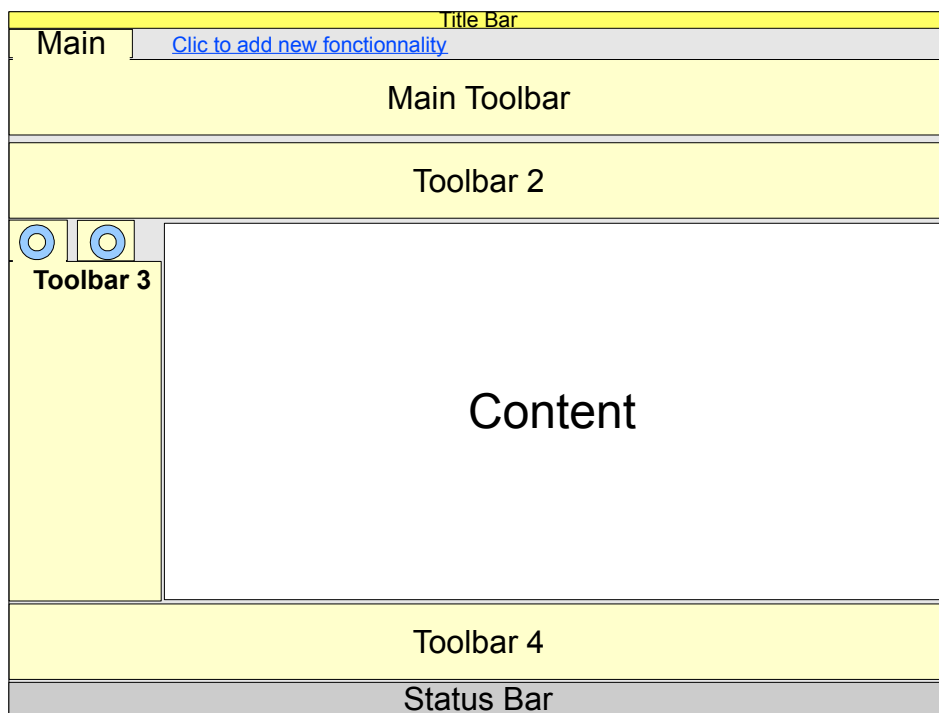 Title Bar
Main
Clic to add new fonctionnality
Main Toolbar
Toolbar 2
Toolbar 3
Content
Toolbar 4
Status Bar